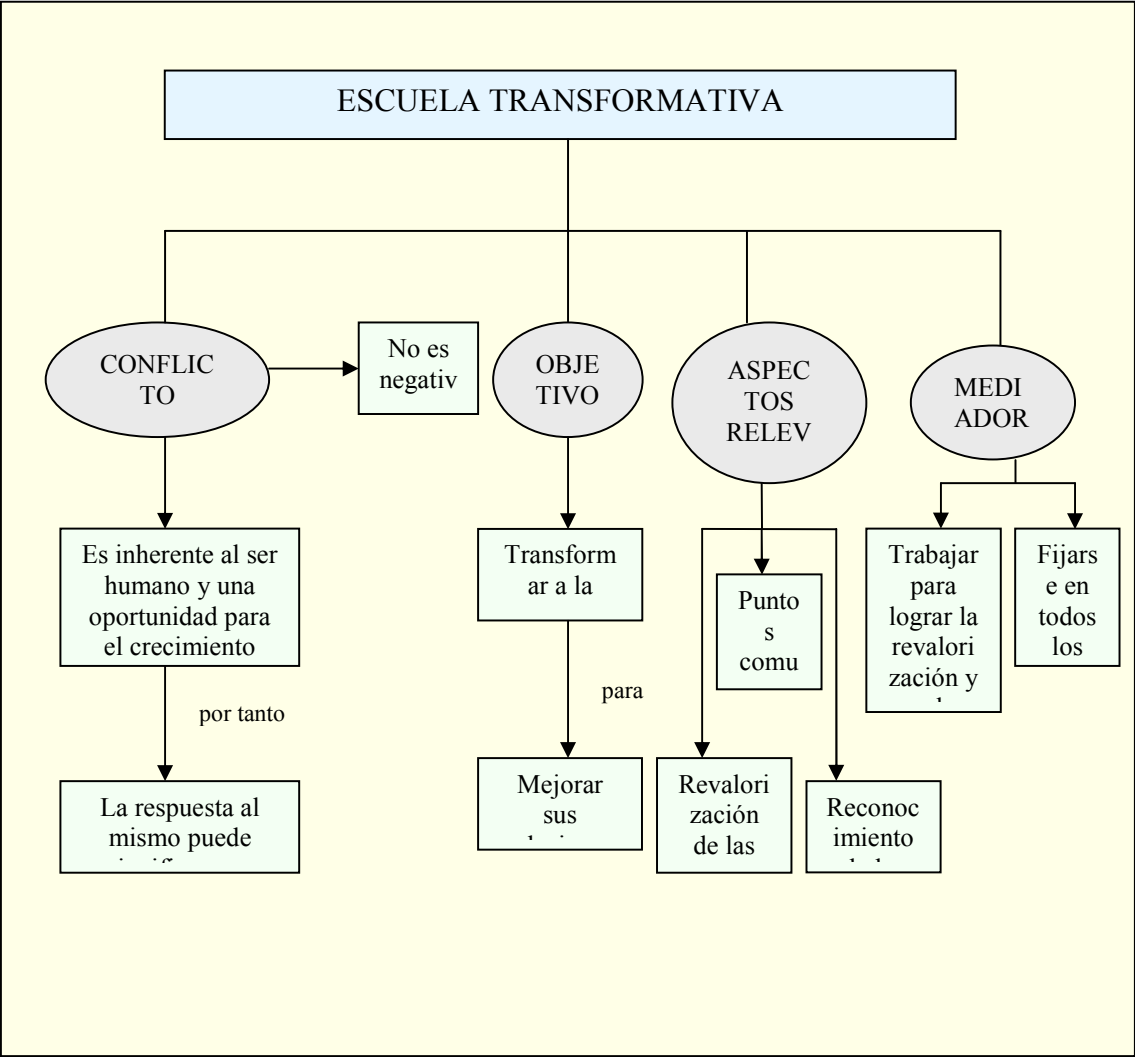 ESCUELA TRANSFORMATIVA
CONFLIC
TO
No es
negativ
OBJE
TIVO
ASPEC
TOS
RELEV
MEDI
ADOR
Es inherente al ser
humano y una
oportunidad para
el crecimiento
Transform
ar a la
Punto
s
comu
Trabajar
para
lograr la
revalori
zación y
Fijars
e en
todos
los
por tanto
para
La respuesta al
mismo puede
Mejorar
sus
Revalori
zación
de las
Reconoc
imiento